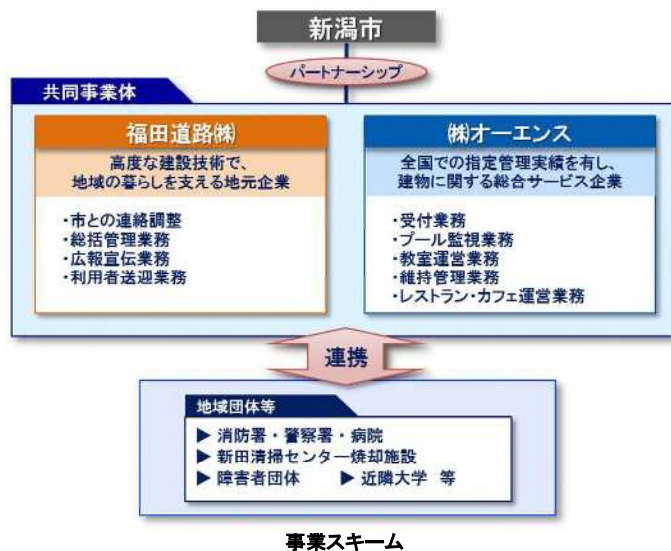 新潟市
パートナーシップ
共同事業体
福田道路㈱
高度な建設技術で、
地域の暮らしを支える地元企業
・市との連絡調整
・総括管理業務
・広報宣伝業務
・利用者送迎業務
㈱オーエンス
全国での指定管理実績を有し、
建物に関する総合サービス企業
・受付業務
・プール監視業務
・教室運営業務
・維持管理業務
・レストラン・カフェ運営業務
連携
地域団体等
▶ 消防署・警察署・病院
▶ 新田清掃センター焼却施設
▶ 障害者団体 ▶ 近隣大学 等
事業スキーム